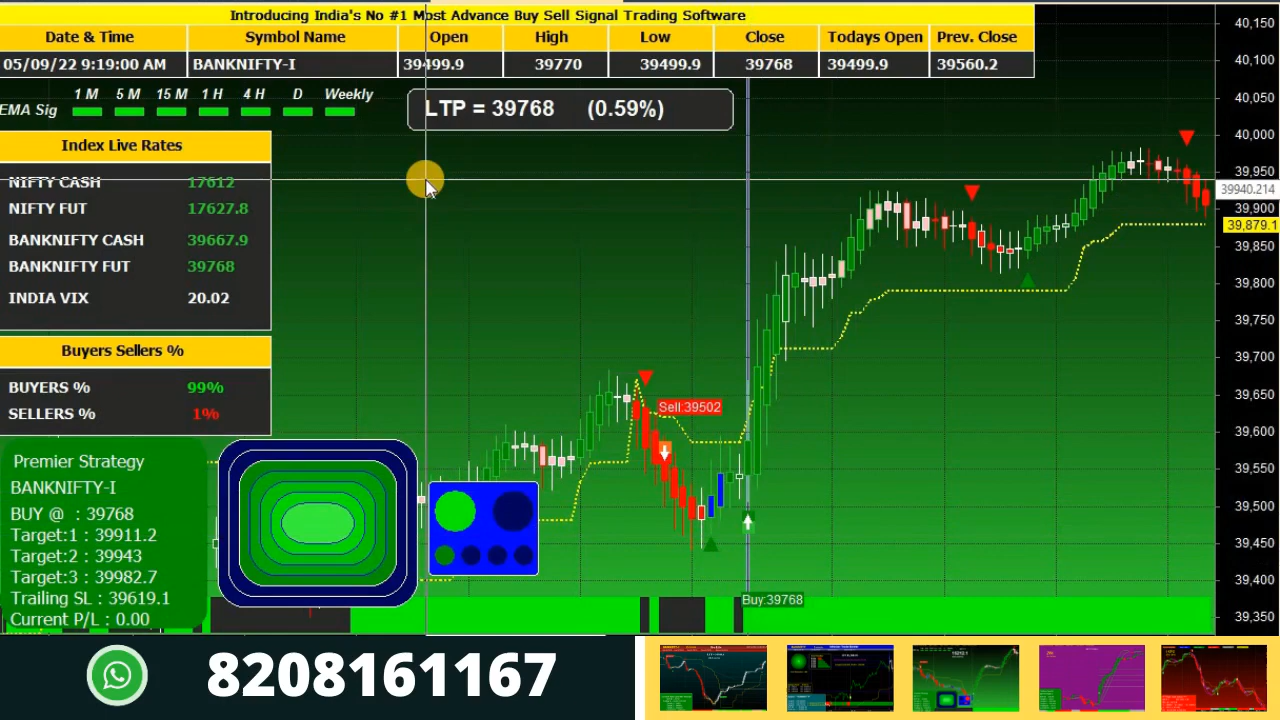 Introducing India's No #1 Most Advance Buy Sell Signal Trading Software
Date & Time Symbol Name Open High Low Close Todays Open Prev. Close
05/09/22 9:19:00 AM BANKNIFTY-I 39499.9 39770 39499.9 39768 39499.9 39560.2
1 M 5 M 15 M 1 H 4 H D Weekly
EMA Sig
LTP = 39768 (0.59%)
Index Live Rates
NIFTY CASH 17612
NIFTY FUT 17627.8
BANKNIFTY CASH 39667.9
BANKNIFTY FUT 39768
INDIA VIX 20.02
Buyers Sellers %
BUYERS % 99%
SELLERS % 1%
Premier Strategy
BANKNIFTY-I
BUY @ : 39768
Target:1 : 39911.2
Target:2 : 39943
Target:3 : 39982.7
Trailing SL : 39619.1
Current P/L : 0.00
Sell:39502
Buy:39768
40,150
40,100
40,050
40,000
39,950
39940.214
39,900
39,879.1
39,850
39,800
39,750
39,700
39,650
39,600
39,550
39,500
39,450
39,400
39,350
8208161167